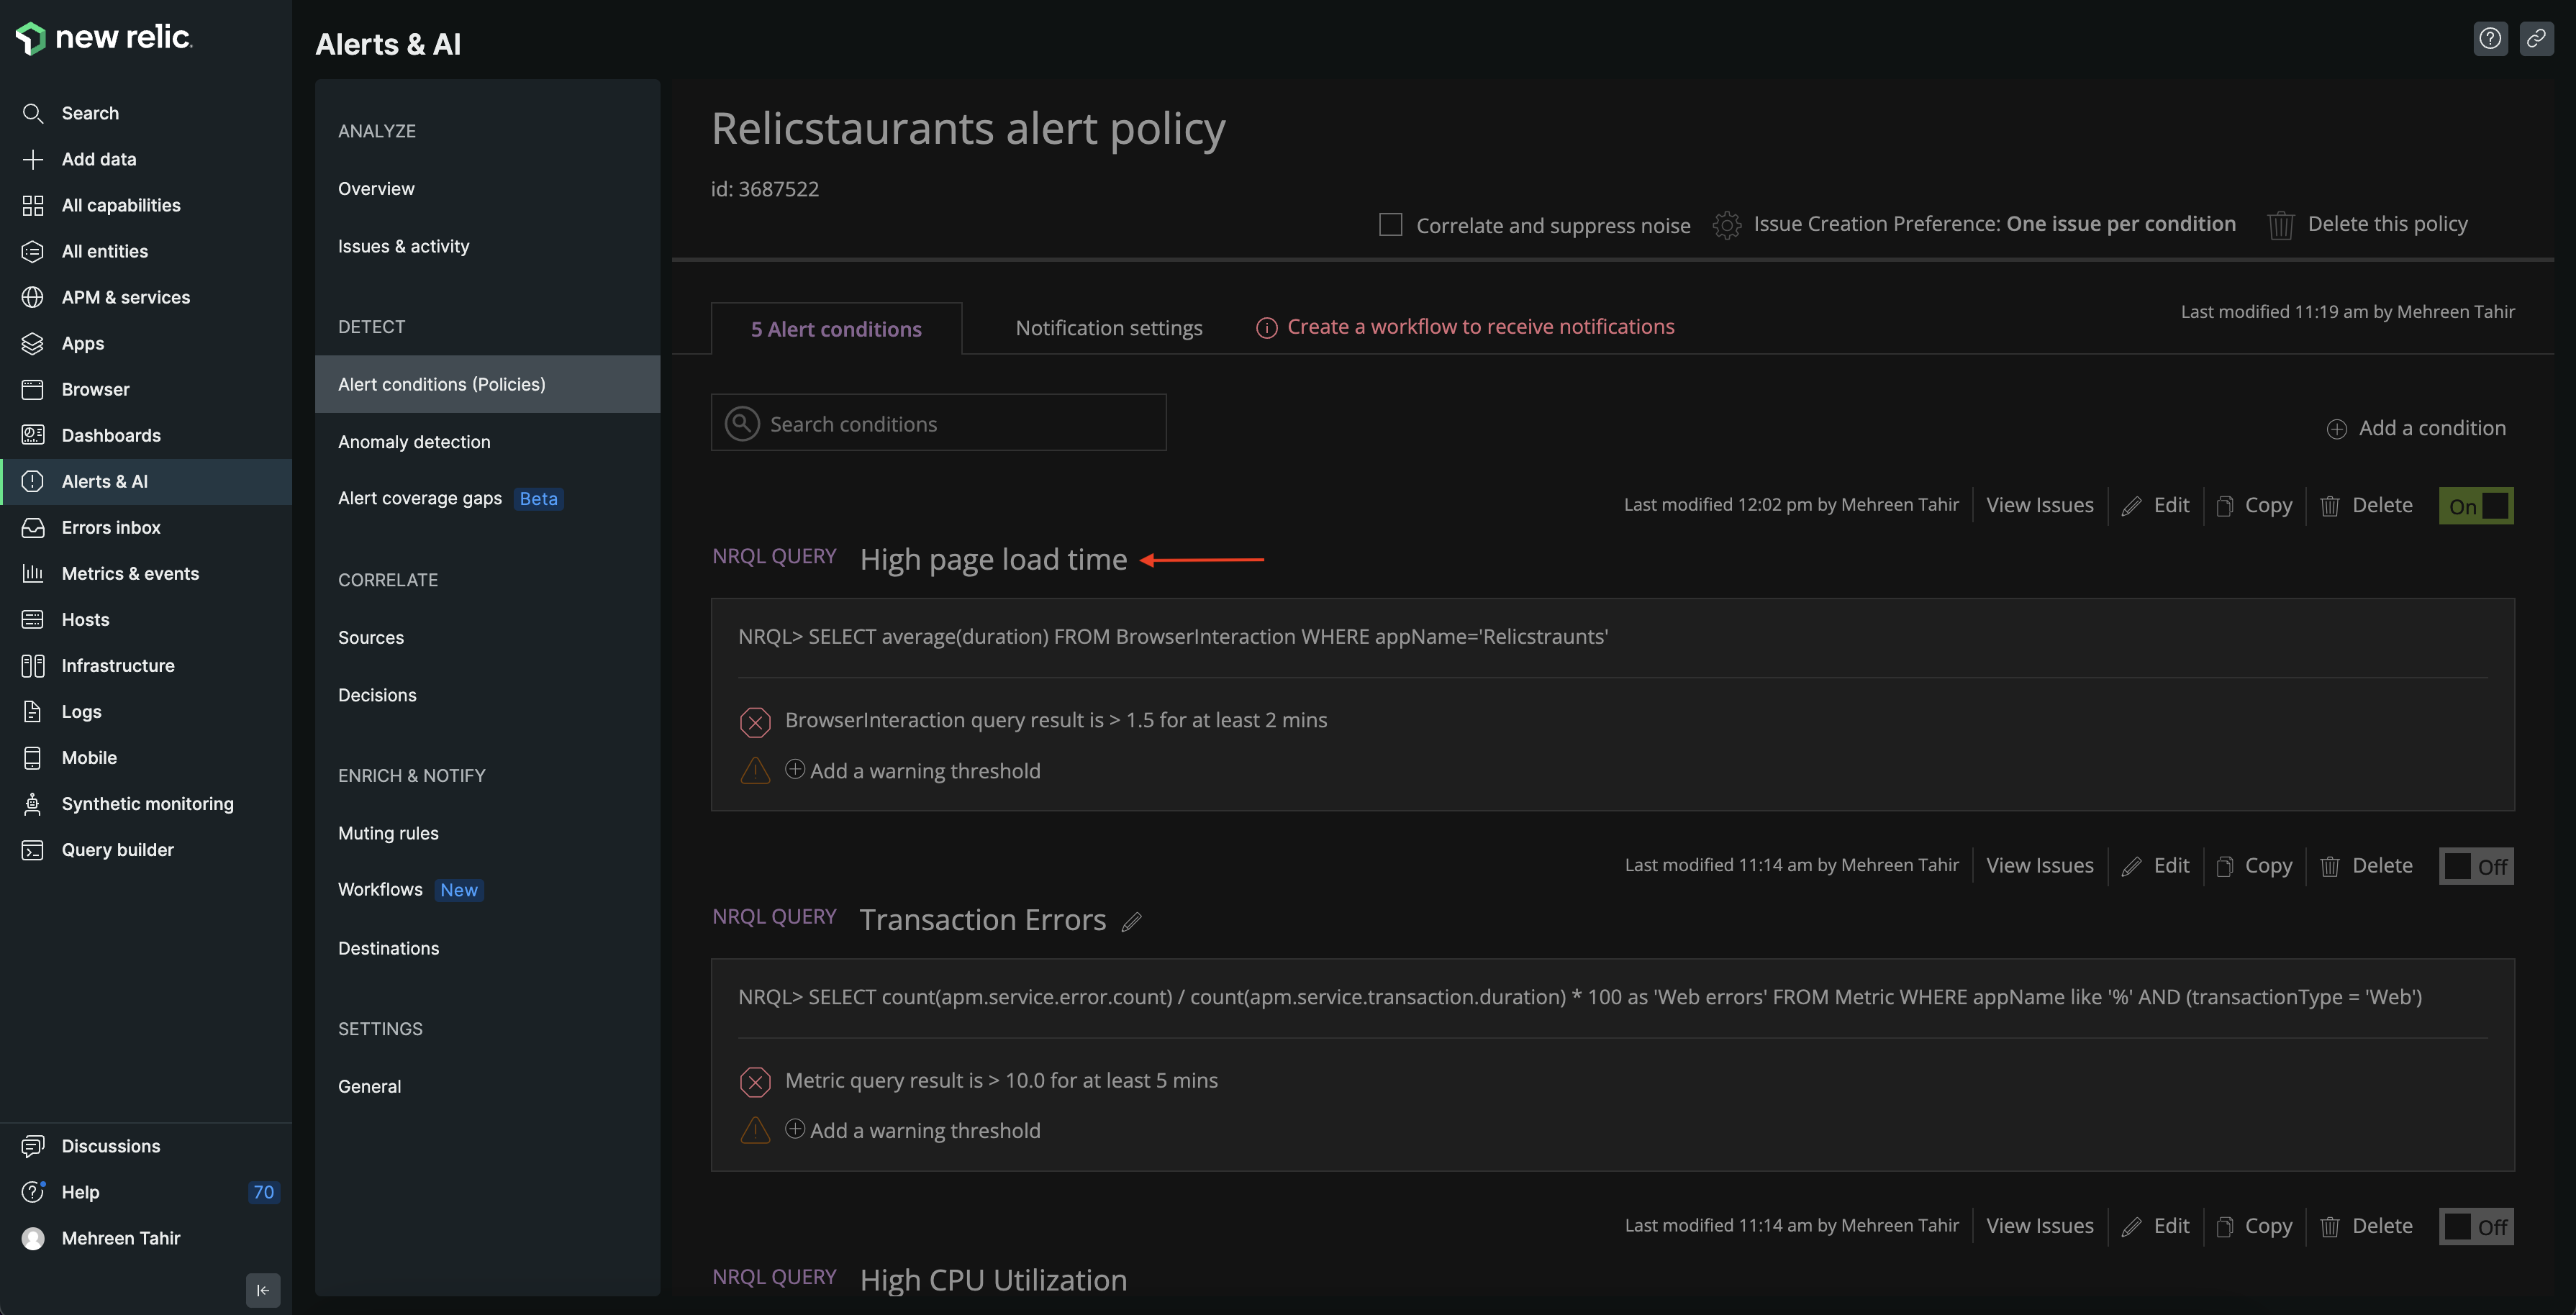 new relic.
Search
Add data
All capabilities
All entities
APM & services
Apps
Browser
Dashboards
Alerts & AI
Errors inbox
Metrics & events
Hosts
Infrastructure
Logs
Mobile
Synthetic monitoring
Query builder
Discussions
Help 70
Mehreen Tahir
Alerts & AI
ANALYZE
Overview
Issues & activity
DETECT
Alert conditions (Policies)
Anomaly detection
Alert coverage gaps Beta
CORRELATE
Sources
Decisions
ENRICH & NOTIFY
Muting rules
Workflows New
Destinations
SETTINGS
General
Relicstaurants alert policy
id: 3687522
Correlate and suppress noise Issue Creation Preference: One issue per condition Delete this policy
5 Alert conditions Notification settings Create a workflow to receive notifications Last modified 11:19 am by Mehreen Tahir
Search conditions Add a condition
Last modified 12:02 pm by Mehreen Tahir View Issues Edit Copy Delete On
NRQL QUERY High page load time
NRQL> SELECT average(duration) FROM BrowserInteraction WHERE appName='Relicstraunts'
BrowserInteraction query result is > 1.5 for at least 2 mins
Add a warning threshold
Last modified 11:14 am by Mehreen Tahir View Issues Edit Copy Delete Off
NRQL QUERY Transaction Errors
NRQL> SELECT count(apm.service.error.count) / count(apm.service.transaction.duration) * 100 as 'Web errors' FROM Metric WHERE appName like '%' AND (transactionType = 'Web')
Metric query result is > 10.0 for at least 5 mins
Add a warning threshold
Last modified 11:14 am by Mehreen Tahir View Issues Edit Copy Delete Off
NRQL QUERY High CPU Utilization